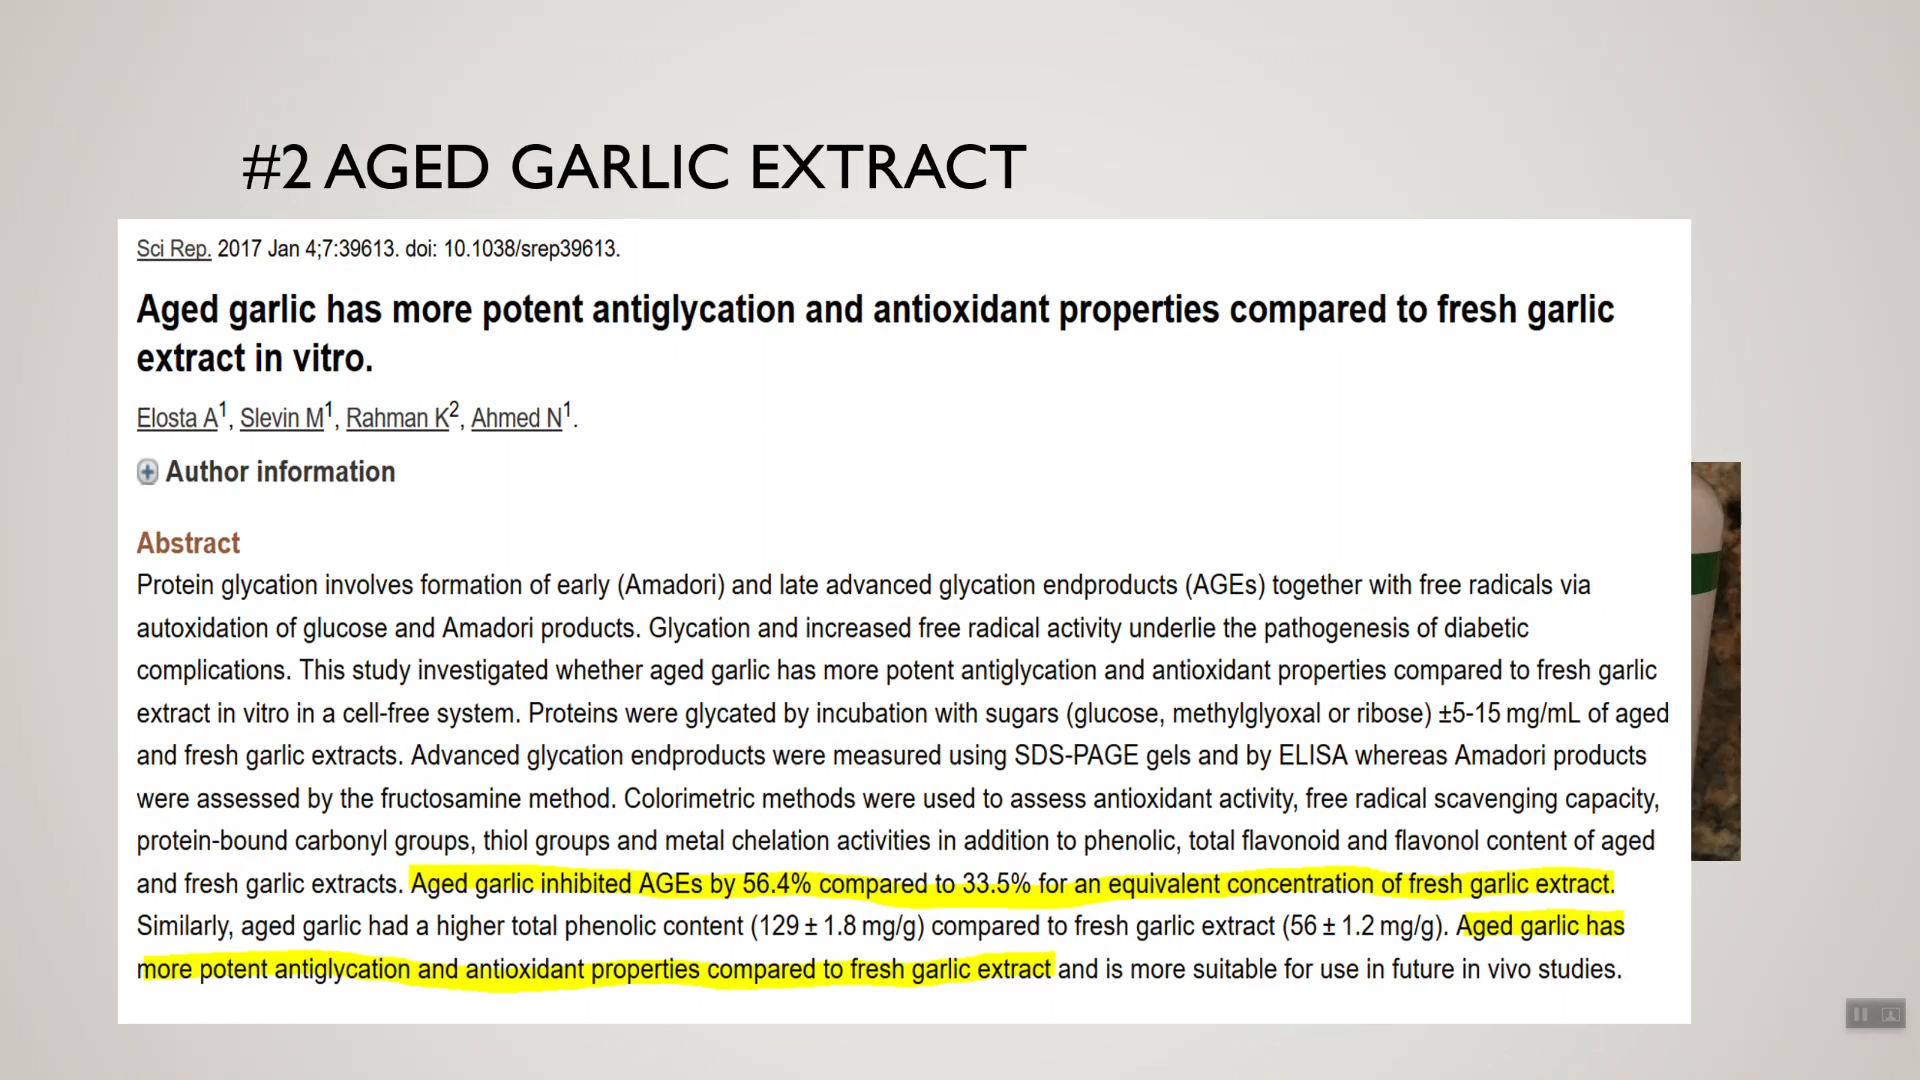 #2 AGED GARLIC EXTRACT
Sci Rep. 2017 Jan 4;7:39613. doi: 10.1038/srep39613.
Aged garlic has more potent antiglycation and antioxidant properties compared to fresh garlic
extract in vitro.
Elosta A1, Slevin M1, Rahman K2, Ahmed N1.
Author information
Abstract
Protein glycation involves formation of early (Amadori) and late advanced glycation endproducts (AGEs) together with free radicals via
autoxidation of glucose and Amadori products. Glycation and increased free radical activity underlie the pathogenesis of diabetic
complications. This study investigated whether aged garlic has more potent antiglycation and antioxidant properties compared to fresh garlic
extract in vitro in a cell-free system. Proteins were glycated by incubation with sugars (glucose, methylglyoxal or ribose) ±5-15 mg/mL of aged
and fresh garlic extracts. Advanced glycation endproducts were measured using SDS-PAGE gels and by ELISA whereas Amadori products
were assessed by the fructosamine method. Colorimetric methods were used to assess antioxidant activity, free radical scavenging capacity,
protein-bound carbonyl groups, thiol groups and metal chelation activities in addition to phenolic, total flavonoid and flavonol content of aged
and fresh garlic extracts. Aged garlic inhibited AGEs by 56.4% compared to 33.5% for an equivalent concentration of fresh garlic extract.
Similarly, aged garlic had a higher total phenolic content (129 ± 1.8 mg/g) compared to fresh garlic extract (56 ± 1.2 mg/g). Aged garlic has
more potent antiglycation and antioxidant properties compared to fresh garlic extract and is more suitable for use in future in vivo studies.